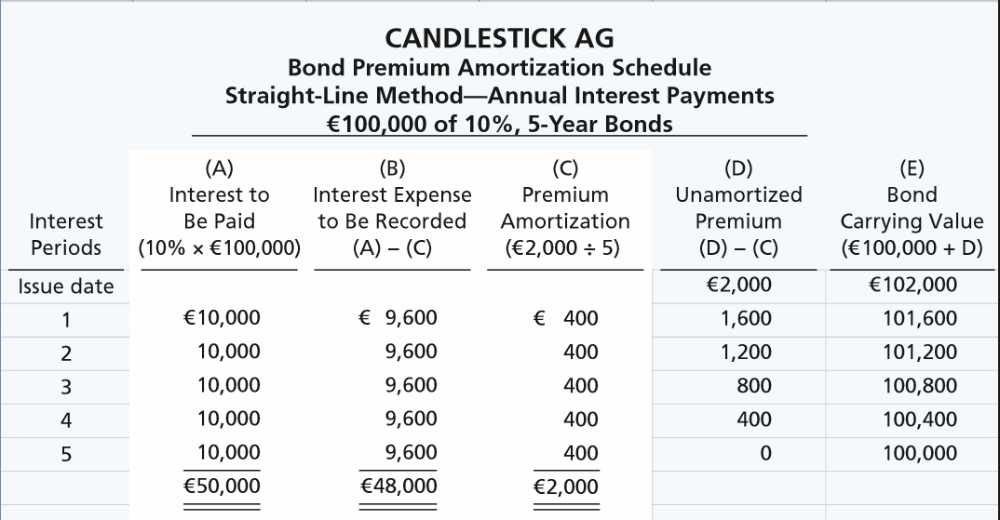 CANDLESTICK AG
Bond Premium Amortization Schedule
Straight-Line Method—Annual Interest Payments
€100,000 of 10%, 5-Year Bonds
(A) (B) (C) (D) (E)
Interest to Interest Expense Premium Unamortized Bond
Interest Be Paid to Be Recorded Amortization Premium Carrying Value
Periods (10% × €100,000) (A) – (C) (€2,000 ÷ 5) (D) – (C) (€100,000 + D)
Issue date €2,000 €102,000
1 €10,000 € 9,600 € 400 1,600 101,600
2 10,000 9,600 400 1,200 101,200
3 10,000 9,600 400 800 100,800
4 10,000 9,600 400 400 100,400
5 10,000 9,600 400 0 100,000
€50,000 €48,000 €2,000